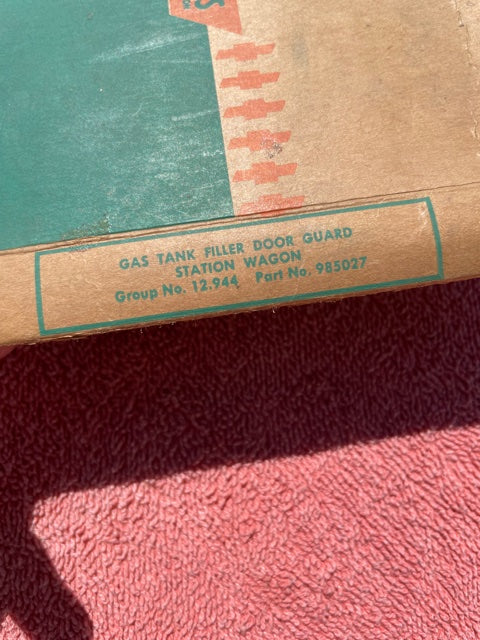 GAS TANK FILLER DOOR GUARD
STATION WAGON
Group No. 12.944 Part No. 985027